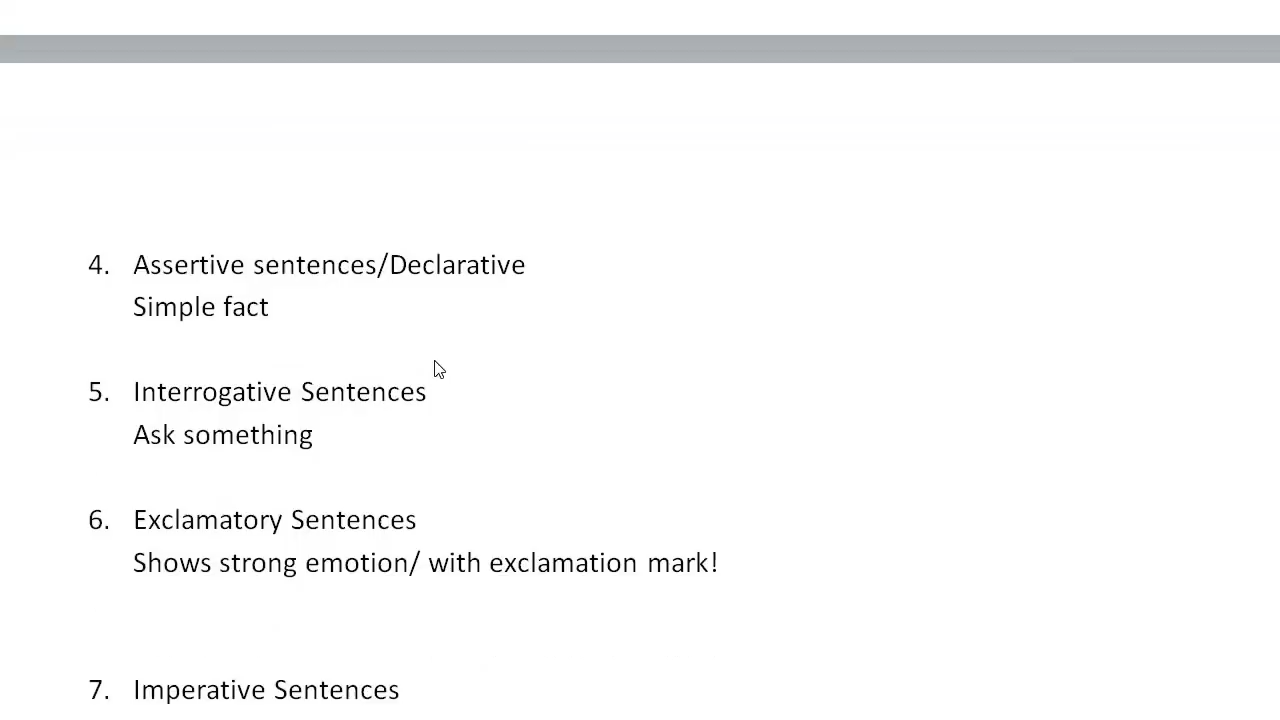 4. Assertive sentences/Declarative
Simple fact
5. Interrogative Sentences
Ask something
6. Exclamatory Sentences
Shows strong emotion/ with exclamation mark!
7. Imperative Sentences